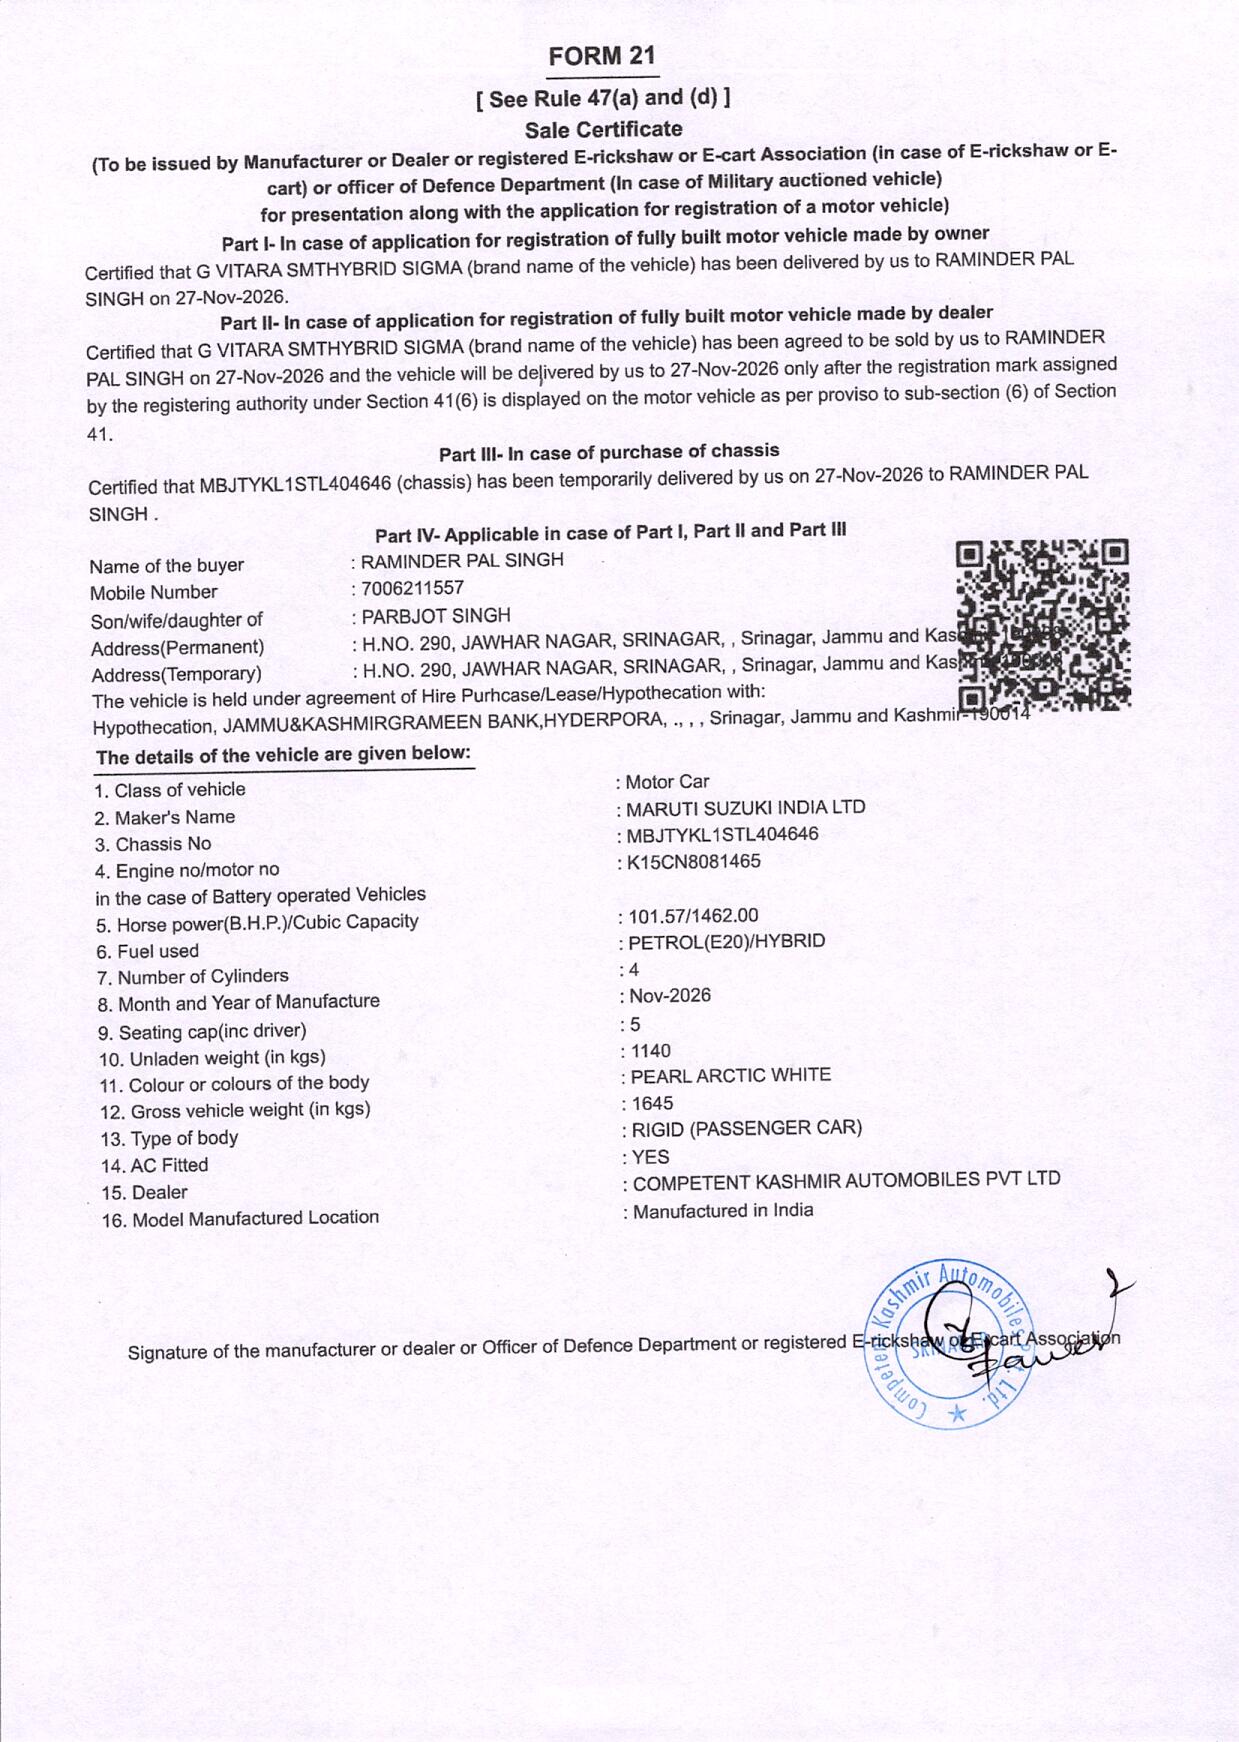 FORM 21
[ See Rule 47(a) and (d) ]
Sale Certificate
(To be issued by Manufacturer or Dealer or registered E-rickshaw or E-cart Association (in case of E-rickshaw or E-
cart) or officer of Defence Department (In case of Military auctioned vehicle)
for presentation along with the application for registration of a motor vehicle)
Part I- In case of application for registration of fully built motor vehicle made by owner
Certified that G VITARA SMTHYBRID SIGMA (brand name of the vehicle) has been delivered by us to RAMINDER PAL
SINGH on 27-Nov-2026.
Part II- In case of application for registration of fully built motor vehicle made by dealer
Certified that G VITARA SMTHYBRID SIGMA (brand name of the vehicle) has been agreed to be sold by us to RAMINDER
PAL SINGH on 27-Nov-2026 and the vehicle will be delivered by us to 27-Nov-2026 only after the registration mark assigned
by the registering authority under Section 41(6) is displayed on the motor vehicle as per proviso to sub-section (6) of Section
41.
Part III- In case of purchase of chassis
Certified that MBJTYKL1STL404646 (chassis) has been temporarily delivered by us on 27-Nov-2026 to RAMINDER PAL
SINGH .
Part IV- Applicable in case of Part I, Part II and Part III
Name of the buyer : RAMINDER PAL SINGH
Mobile Number : 7006211557
Son/wife/daughter of : PARBJOT SINGH
Address(Permanent) : H.NO. 290, JAWHAR NAGAR, SRINAGAR, , Srinagar, Jammu and
Address(Temporary) : H.NO. 290, JAWHAR NAGAR, SRINAGAR, , Srinagar, Jammu and
The vehicle is held under agreement of Hire Purhcase/Lease/Hypothecation with:
Hypothecation, JAMMU&KASHMIRGRAMEEN BANK,HYDERPORA, ., , , Srinagar, Jammu and Kashmir-190014
The details of the vehicle are given below:
1. Class of vehicle : Motor Car
2. Maker's Name : MARUTI SUZUKI INDIA LTD
3. Chassis No : MBJTYKL1STL404646
4. Engine no/motor no : K15CN8081465
in the case of Battery operated Vehicles
5. Horse power(B.H.P.)/Cubic Capacity : 101.57/1462.00
6. Fuel used : PETROL(E20)/HYBRID
7. Number of Cylinders : 4
8. Month and Year of Manufacture : Nov-2026
9. Seating cap(inc driver) : 5
10. Unladen weight (in kgs) : 1140
11. Colour or colours of the body : PEARL ARCTIC WHITE
12. Gross vehicle weight (in kgs) : 1645
13. Type of body : RIGID (PASSENGER CAR)
14. AC Fitted : YES
15. Dealer : COMPETENT KASHMIR AUTOMOBILES PVT LTD
16. Model Manufactured Location : Manufactured in India
Signature of the manufacturer or dealer or Officer of Defence Department or registered E-rickshaw or E-cart Association
Competent Kashmir Automobiles Pvt. Ltd.
SRINAGAR